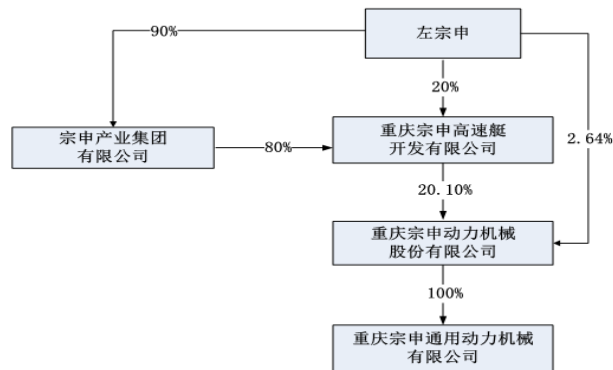 90%
左宗申
20%
宗申产业集团
有限公司
80%
重庆宗申高速艇
开发有限公司
2.64%
20.10%
重庆宗申动力机械
股份有限公司
100%
重庆宗申通用动力机械
有限公司